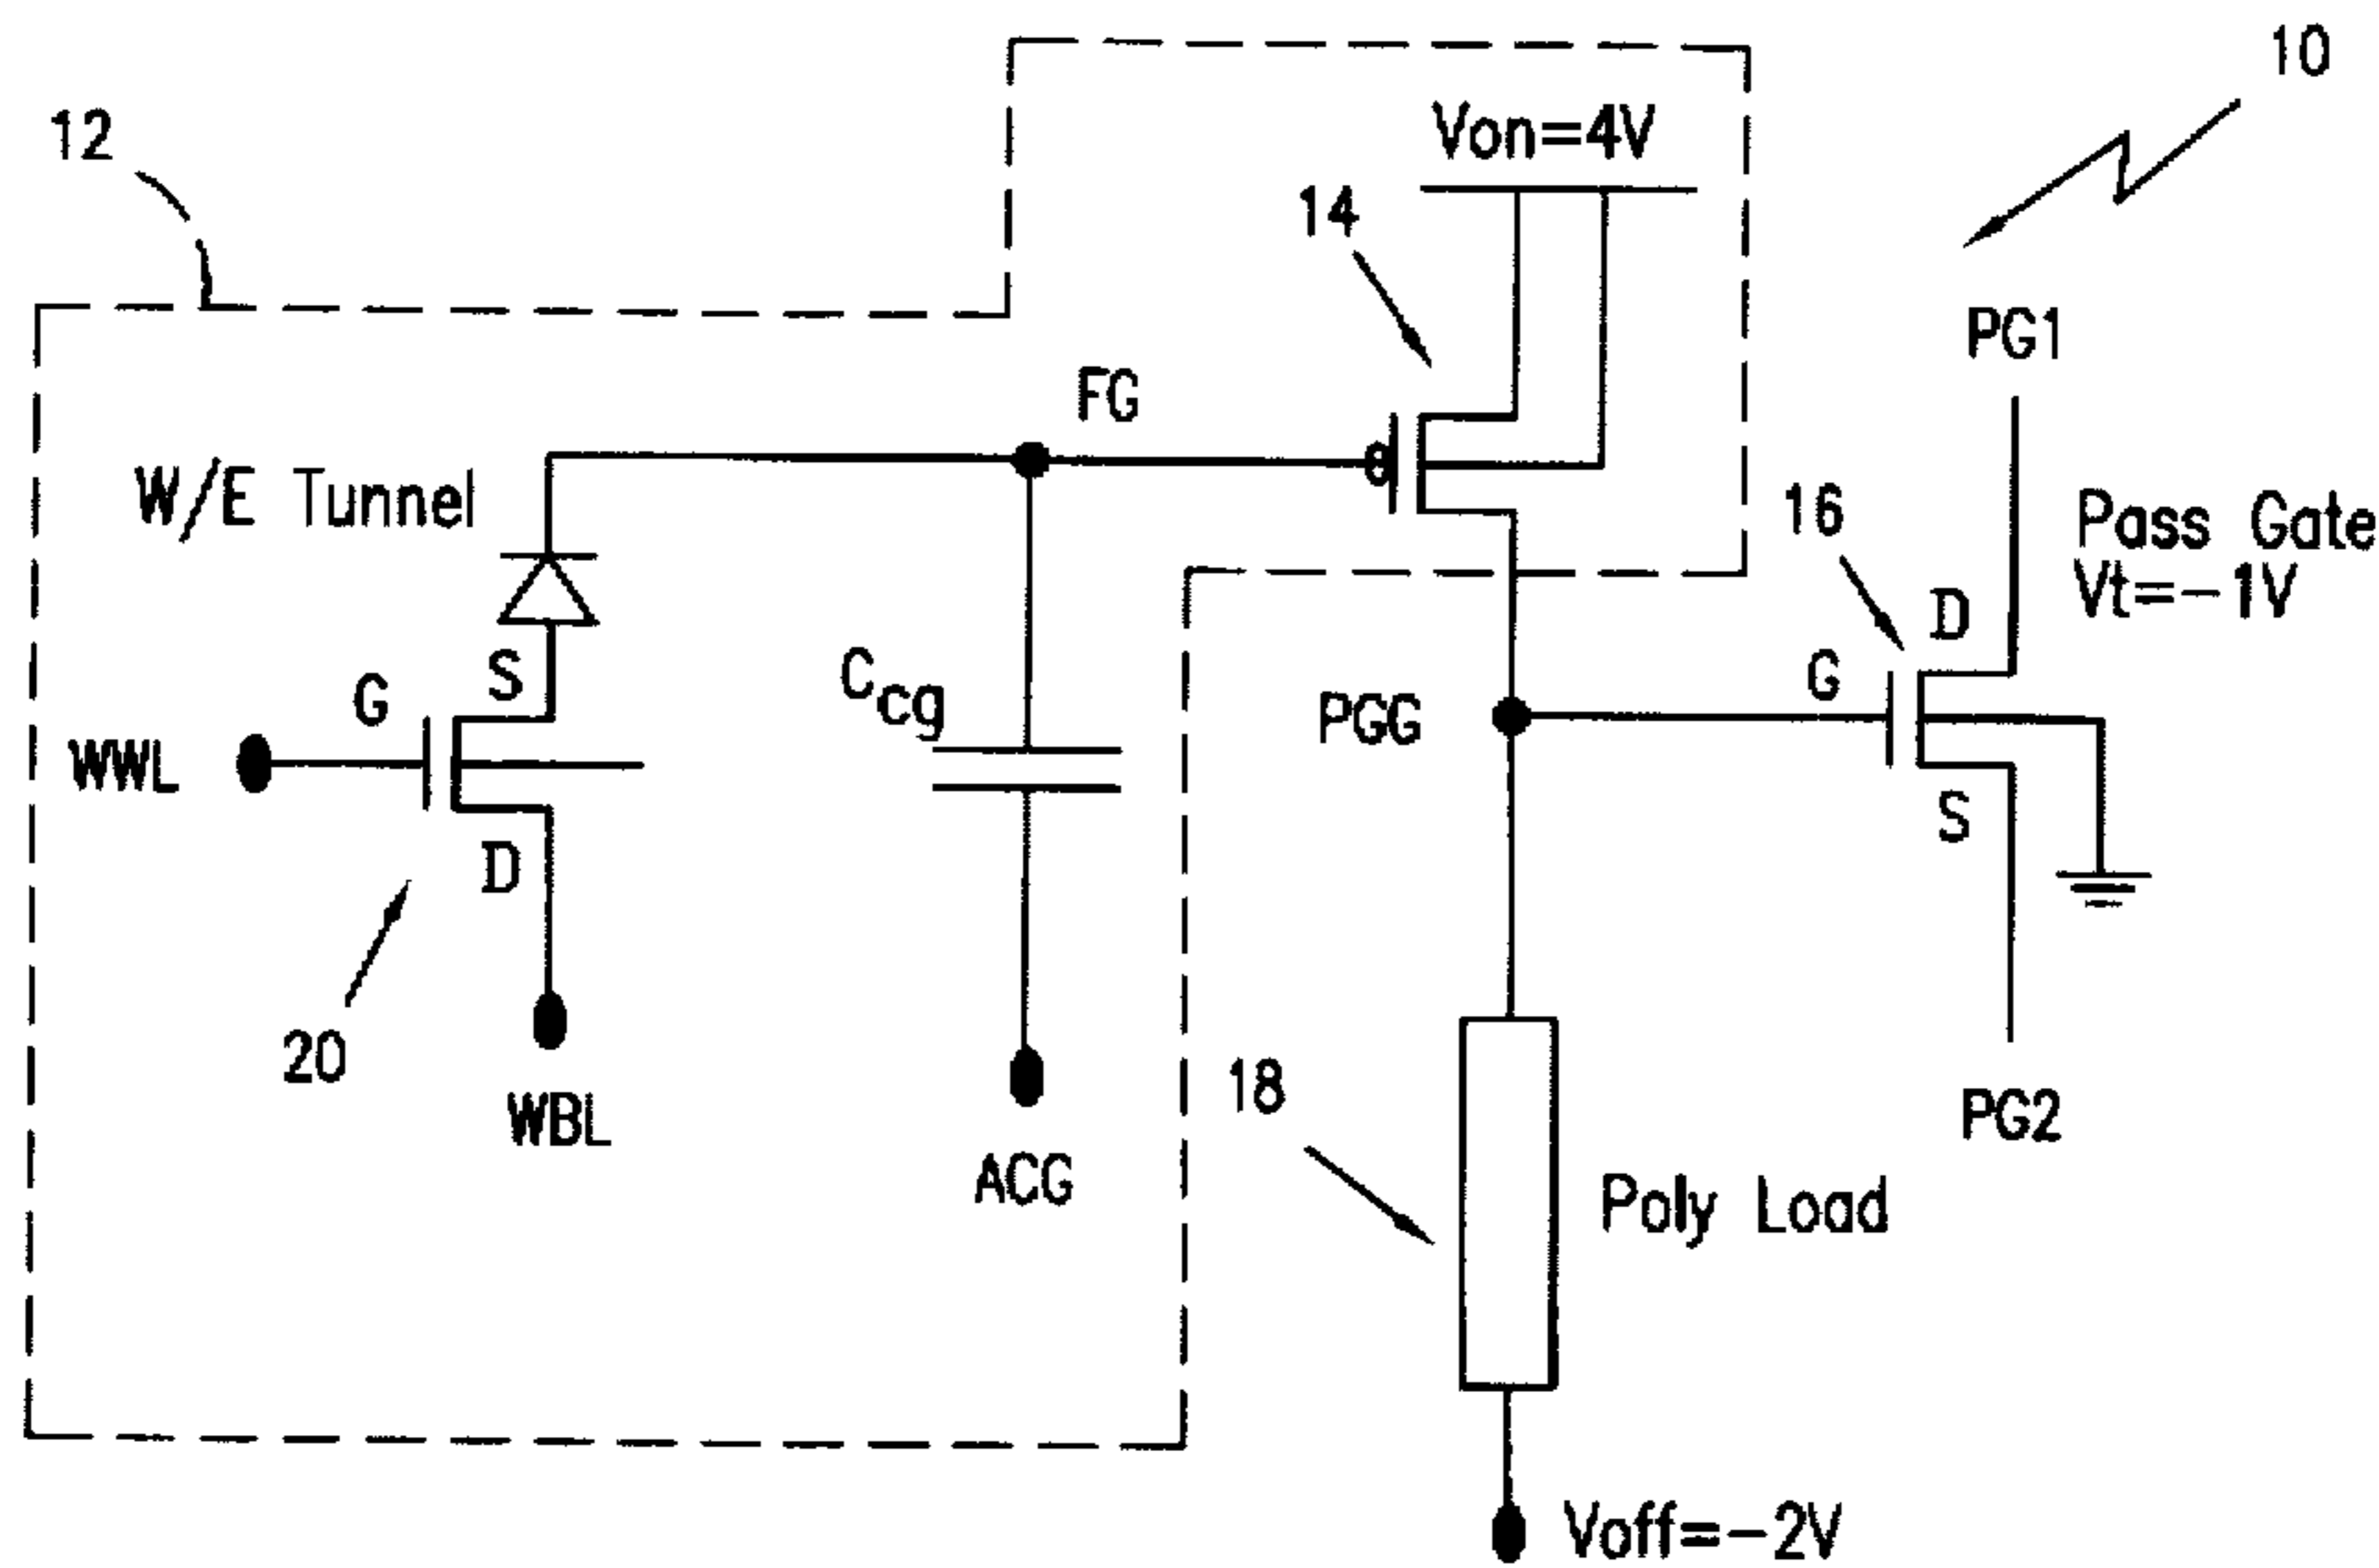 10
12
Von=4V
14
PG1
FG
W/E Tunnel
16
Pass Gate
Vt=-1V
D
G
S
G
Ccg
PGG
WWL
S
D
20
WBL
18
ACG
PG2
Poly Load
Voff=-2V